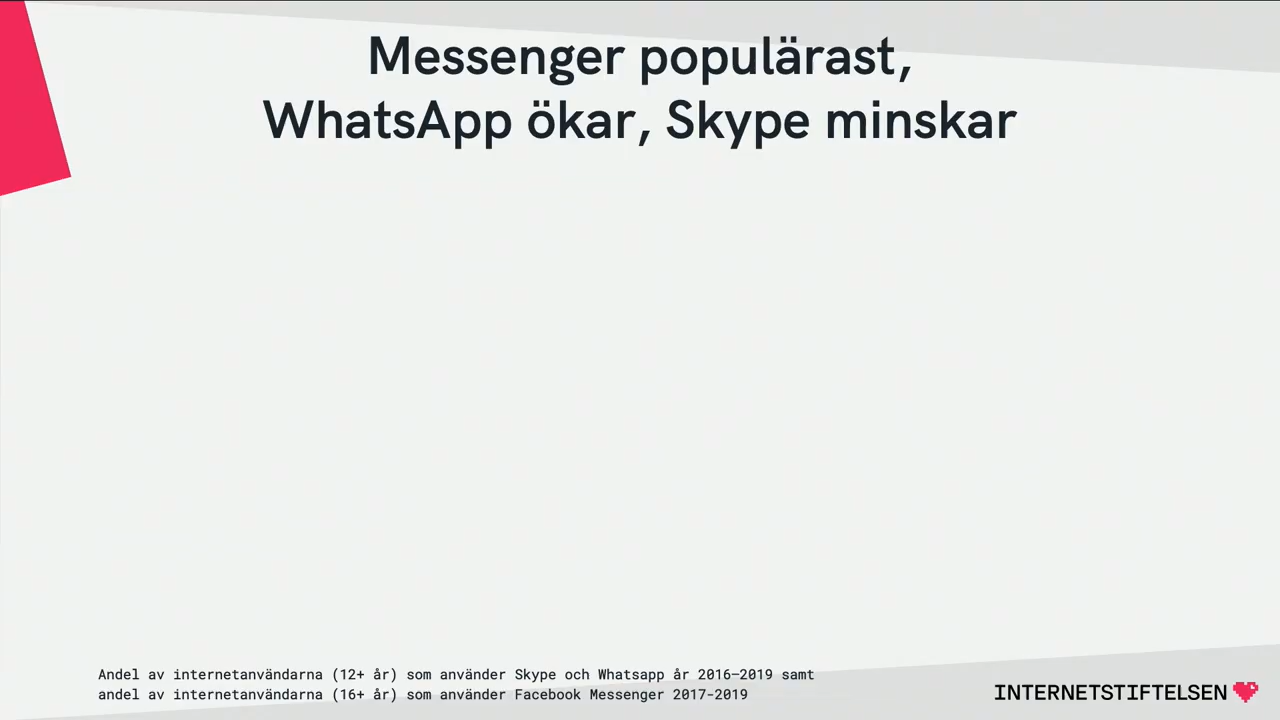 Messenger populärast,
WhatsApp ökar, Skype minskar
Andel av internetanvändarna (12+ år) som använder Skype och Whatsapp år 2016–2019 samt
andel av internetanvändarna (16+ år) som använder Facebook Messenger 2017-2019
INTERNETSTIFTELSEN